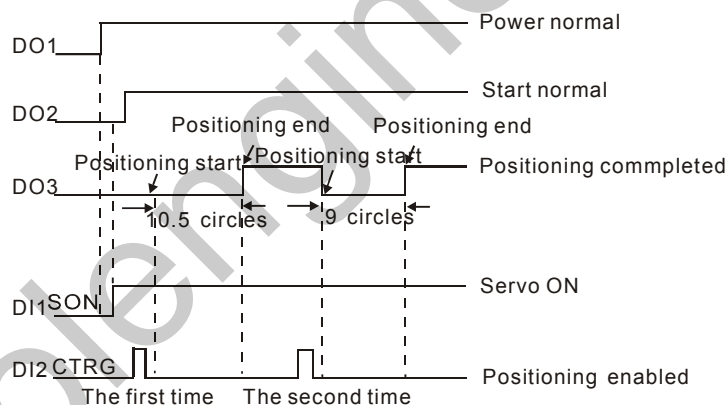 Power normal
DO1
Start normal
DO2
Positioning end Positioning end
Positioning start Positioning start
Positioning commpleted
DO3
10.5 circles 9 circles
Servo ON
DI1 SON
DI2 CTRG
Positioning enabled
The first time The second time